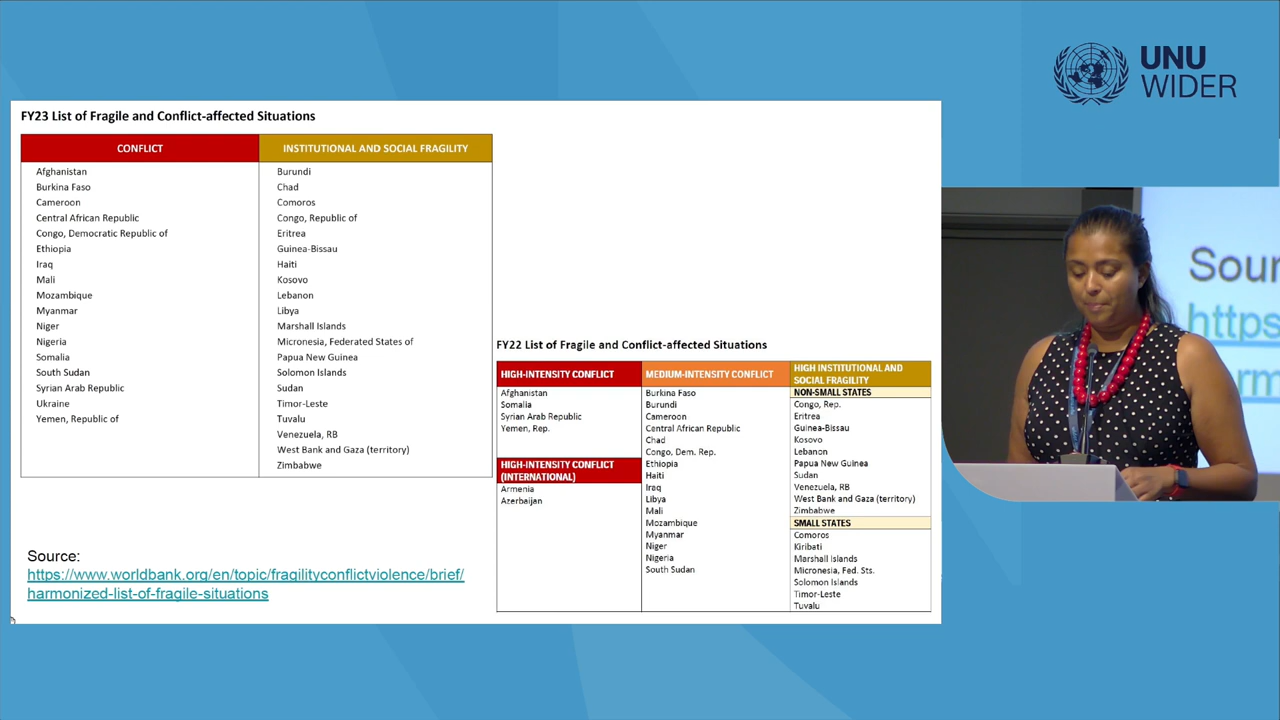 UNU
WIDER
FY23 List of Fragile and Conflict-affected Situations
CONFLICT
Afghanistan
Burkina Faso
Cameroon
Central African Republic
Congo, Democratic Republic of
Ethiopia
Iraq
Mali
Mozambique
Myanmar
Niger
Nigeria
Somalia
South Sudan
Syrian Arab Republic
Ukraine
Yemen, Republic of
INSTITUTIONAL AND SOCIAL FRAGILITY
Burundi
Chad
Comoros
Congo, Republic of
Eritrea
Guinea-Bissau
Haiti
Kosovo
Lebanon
Libya
Marshall Islands
Micronesia, Federated States of
Papua New Guinea
Solomon Islands
Sudan
Timor-Leste
Tuvalu
Venezuela, RB
West Bank and Gaza (territory)
Zimbabwe
FY22 List of Fragile and Conflict-affected Situations
HIGH-INTENSITY CONFLICT
Afghanistan
Somalia
Syrian Arab Republic
Yemen, Rep.
HIGH-INTENSITY CONFLICT
(INTERNATIONAL)
Armenia
Azerbaijan
MEDIUM-INTENSITY CONFLICT
Burkina Faso
Burundi
Cameroon
Central African Republic
Chad
Congo, Dem. Rep.
Ethiopia
Haiti
Iraq
Libya
Mali
Mozambique
Myanmar
Niger
Nigeria
South Sudan
HIGH INSTITUTIONAL AND
SOCIAL FRAGILITY
NON-SMALL STATES
Congo, Rep.
Eritrea
Guinea-Bissau
Kosovo
Lebanon
Papua New Guinea
Sudan
Venezuela, RB
West Bank and Gaza (territory)
Zimbabwe
SMALL STATES
Comoros
Kiribati
Marshall Islands
Micronesia, Fed. Sts.
Solomon Islands
Timor-Leste
Tuvalu
Source:
https://www.worldbank.org/en/topic/fragilityconflictviolence/brief/
harmonized-list-of-fragile-situations
Sour
https
arm